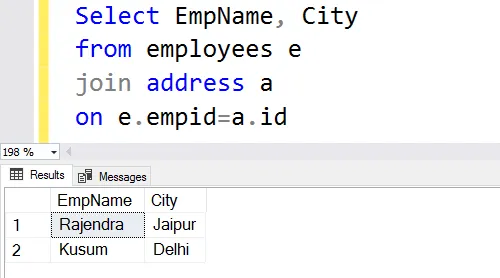 Select EmpName, City
from employees e
join address a
on e.empid=a.id
198 %
Results Messages
EmpName City
1 Rajendra Jaipur
2 Kusum Delhi